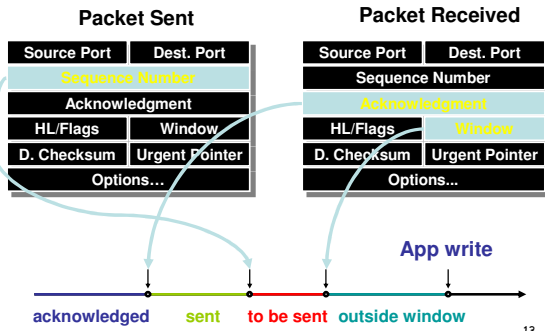 Packet Sent
Packet Received
Source Port Dest. Port
Sequence Number
Acknowledgment
HL/Flags Window
D. Checksum Urgent Pointer
Options…
Source Port Dest. Port
Sequence Number
Acknowledgment
HL/Flags Window
D. Checksum Urgent Pointer
Options...
App write
acknowledged sent to be sent outside window
13